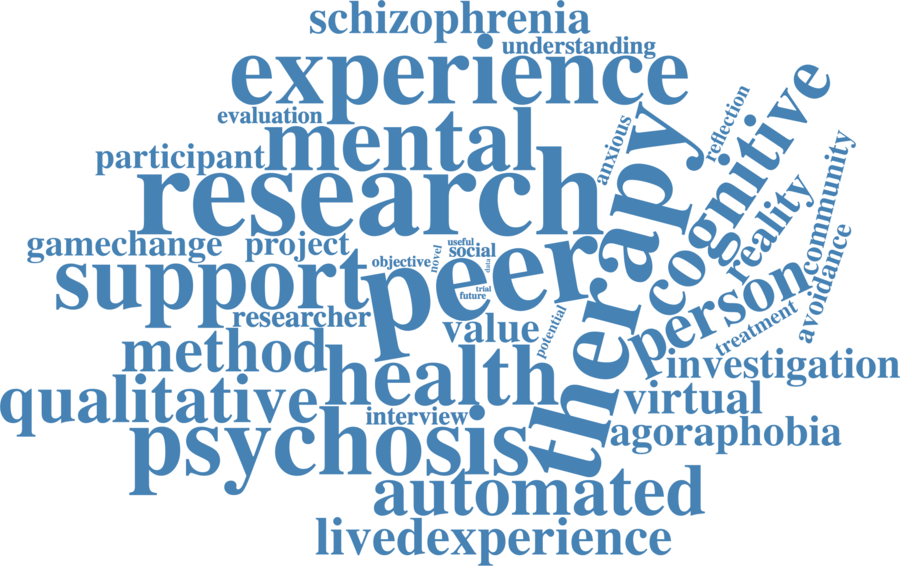 schizophrenia
understanding
experience
evaluation
mental
anxious
reflection
cognitive
participant
research
therapy
community
reality
gamechange
project
useful
social
novel
data
objective
peer
support
trial
future
person
avoidance
researcher
value
potential
treatment
method
health
investigation
qualitative
interview
virtual
psychosis
agoraphobia
automated
livedexperience